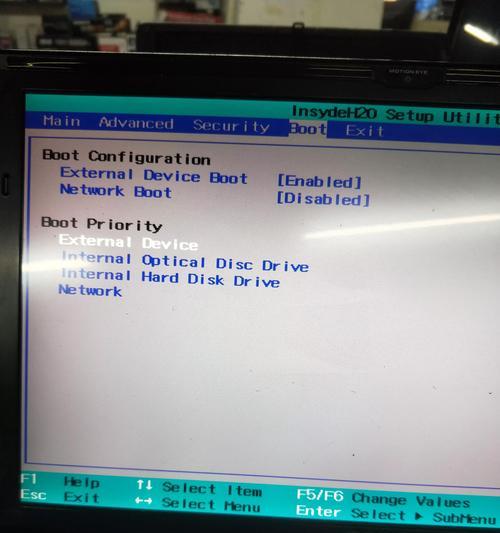 MOTION EYE
InsydeH20 Setup Utilit
Main Advanced Security Boot Exit
Boot Configuration
External Device Boot [Enabled]
Network Boot [Disabled]
Boot Priority
External Device
Internal Optical Disc Drive
Internal Hard Disk Drive
Network
F1 Help ↑↓ Select Item F5/F6 Change Values
Esc Exit ←→ Select Menu Enter Select ▶ SubMenu